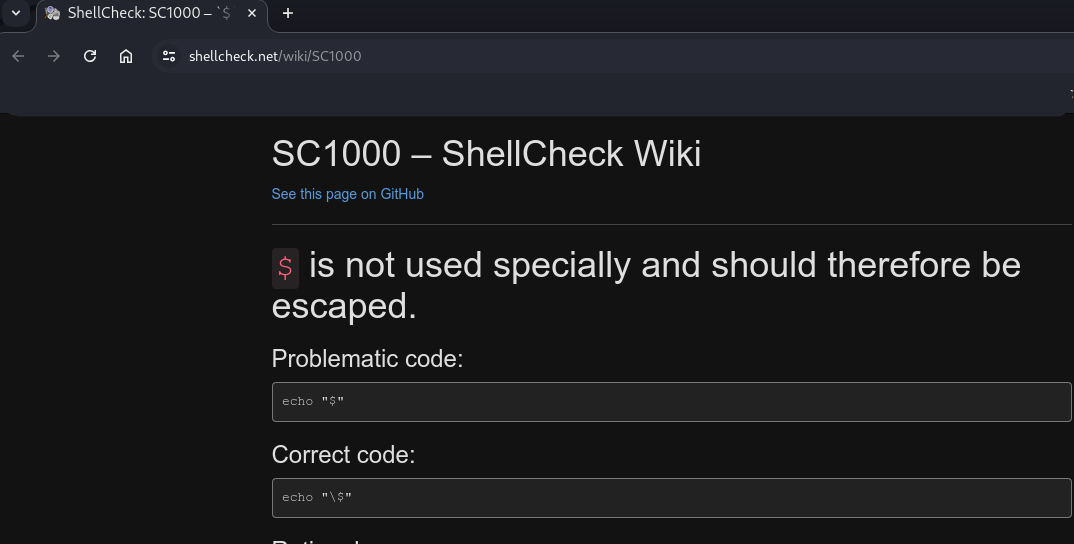 ShellCheck: SC1000 – `$
shellcheck.net/wiki/SC1000
SC1000 – ShellCheck Wiki
See this page on GitHub
$ is not used specially and should therefore be
escaped.
Problematic code:
echo "$"
Correct code:
echo "\$"